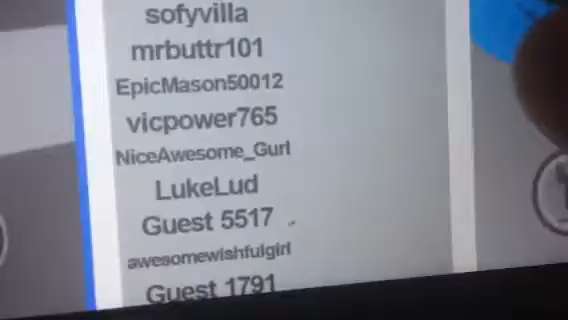 sofyvilla
mrbuttr101
EpicMason50012
vicpower765
NiceAwesome_Gurl
LukeLud
Guest 5517
awesomewishfulgirl
Guest 1791